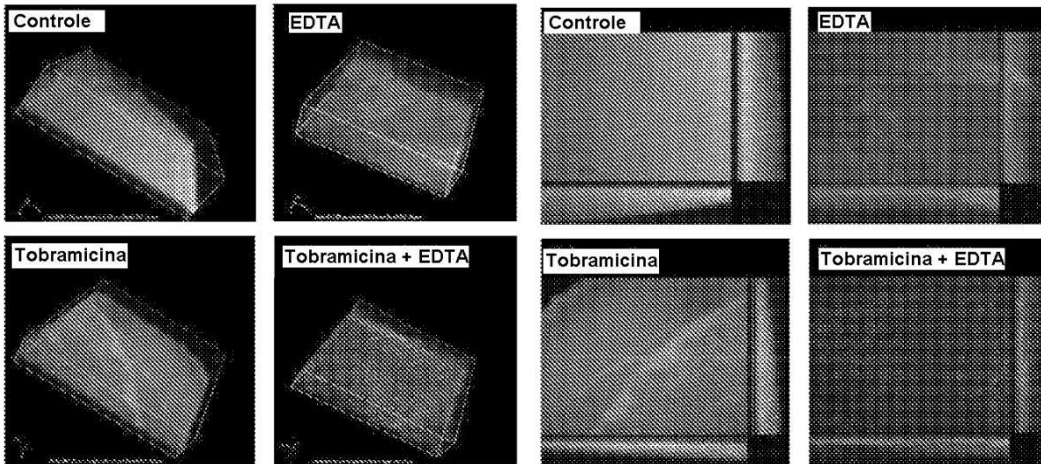 Controle
EDTA
Controle
EDTA
Tobramicina
Tobramicina + EDTA
Tobramicina
Tobramicina + EDTA